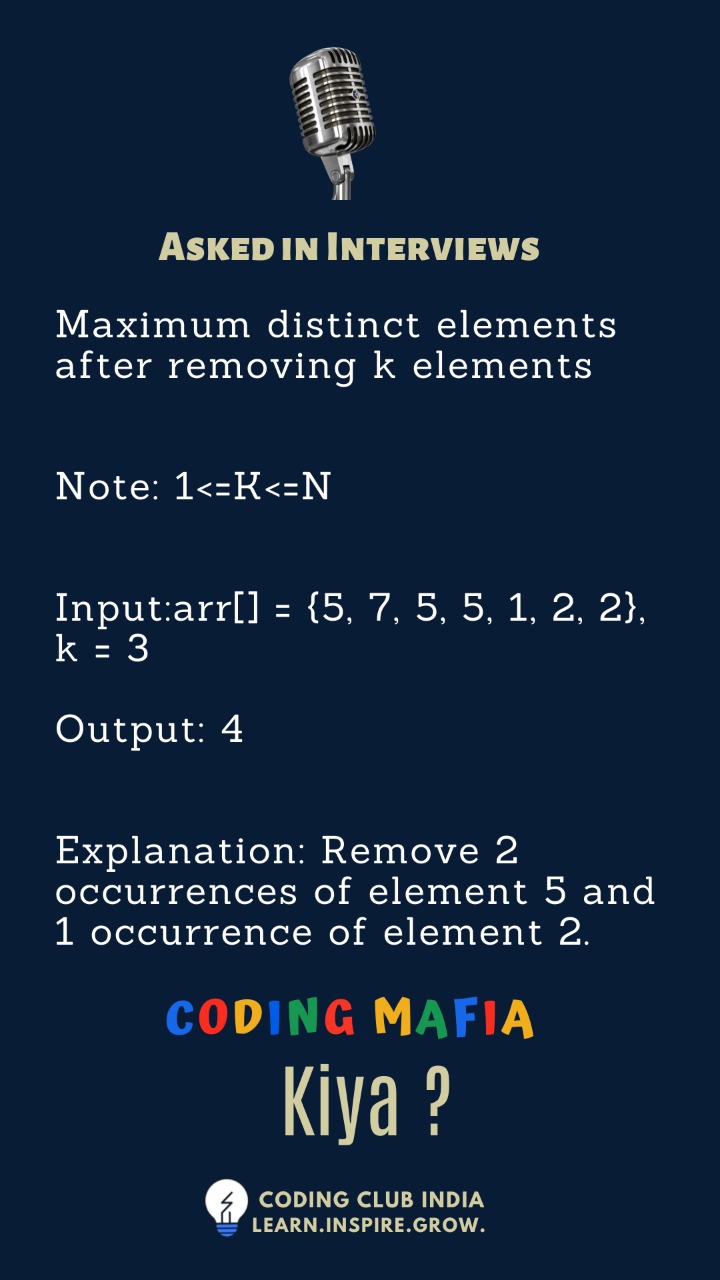 Asked in Interviews
Maximum distinct elements
after removing k elements
Note: 1<=K<=N
Input:arr[] = {5, 7, 5, 5, 1, 2, 2},
k = 3
Output: 4
Explanation: Remove 2
occurrences of element 5 and
1 occurrence of element 2.
CODING MAFIA
Kiya ?
CODING CLUB INDIA
LEARN.INSPIRE.GROW.